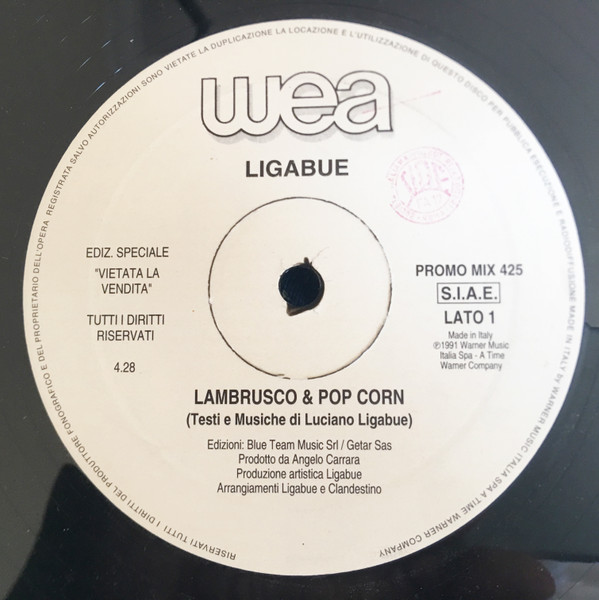 wea
LIGABUE
EDIZ. SPECIALE
"VIETATA LA
VENDITA"
TUTTI I DIRITTI
RISERVATI
4.28
PROMO MIX 425
S.I.A.E.
LATO 1
Made in Italy
℗1991 Warner Music
Italia Spa - A Time
Warner Company
LAMBRUSCO & POP CORN
(Testi e Musiche di Luciano Ligabue)
Edizioni: Blue Team Music Srl / Getar Sas
Prodotto da Angelo Carrara
Produzione artistica Ligabue
Arrangiamenti Ligabue e Clandestino
RISERVATI TUTTI I DIRITTI DEL PRODUTTORE FONOGRAFICO E DEL PROPRIETARIO DELL'OPERA REGISTRATA SALVO AUTORIZZAZIONI SONO VIETATE LA DUPLICAZIONE LA LOCAZIONE E L'UTILIZZAZIONE DI QUESTO DISCO PER PUBBLICA ESECUZIONE E RADIODIFFUSIONE MADE IN ITALY BY WARNER MUSIC ITALIA SPA A TIME WARNER COMPANY